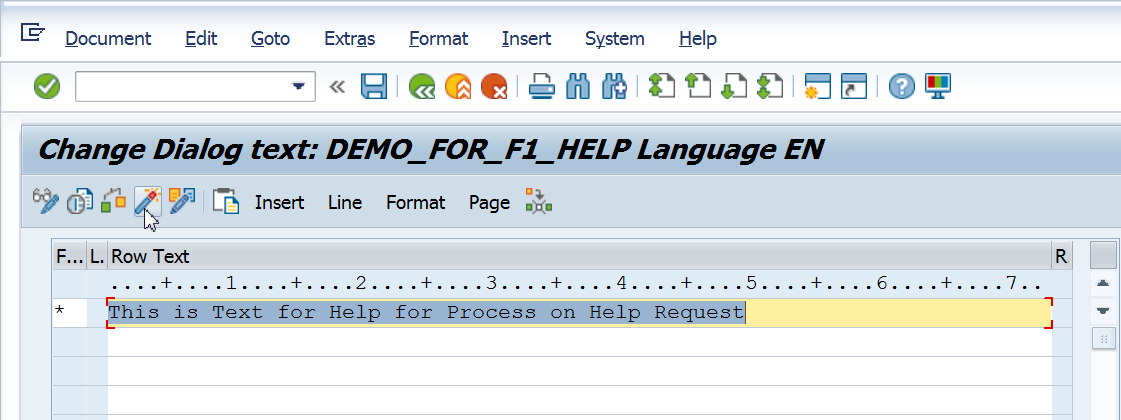 Document Edit Goto Extras Format Insert System Help
Change Dialog text: DEMO_FOR_F1_HELP Language EN
Insert Line Format Page
F... L. Row Text R
....+....1....+....2....+....3....+....4....+....5....+....6....+....7..
* This is Text for Help for Process on Help Request